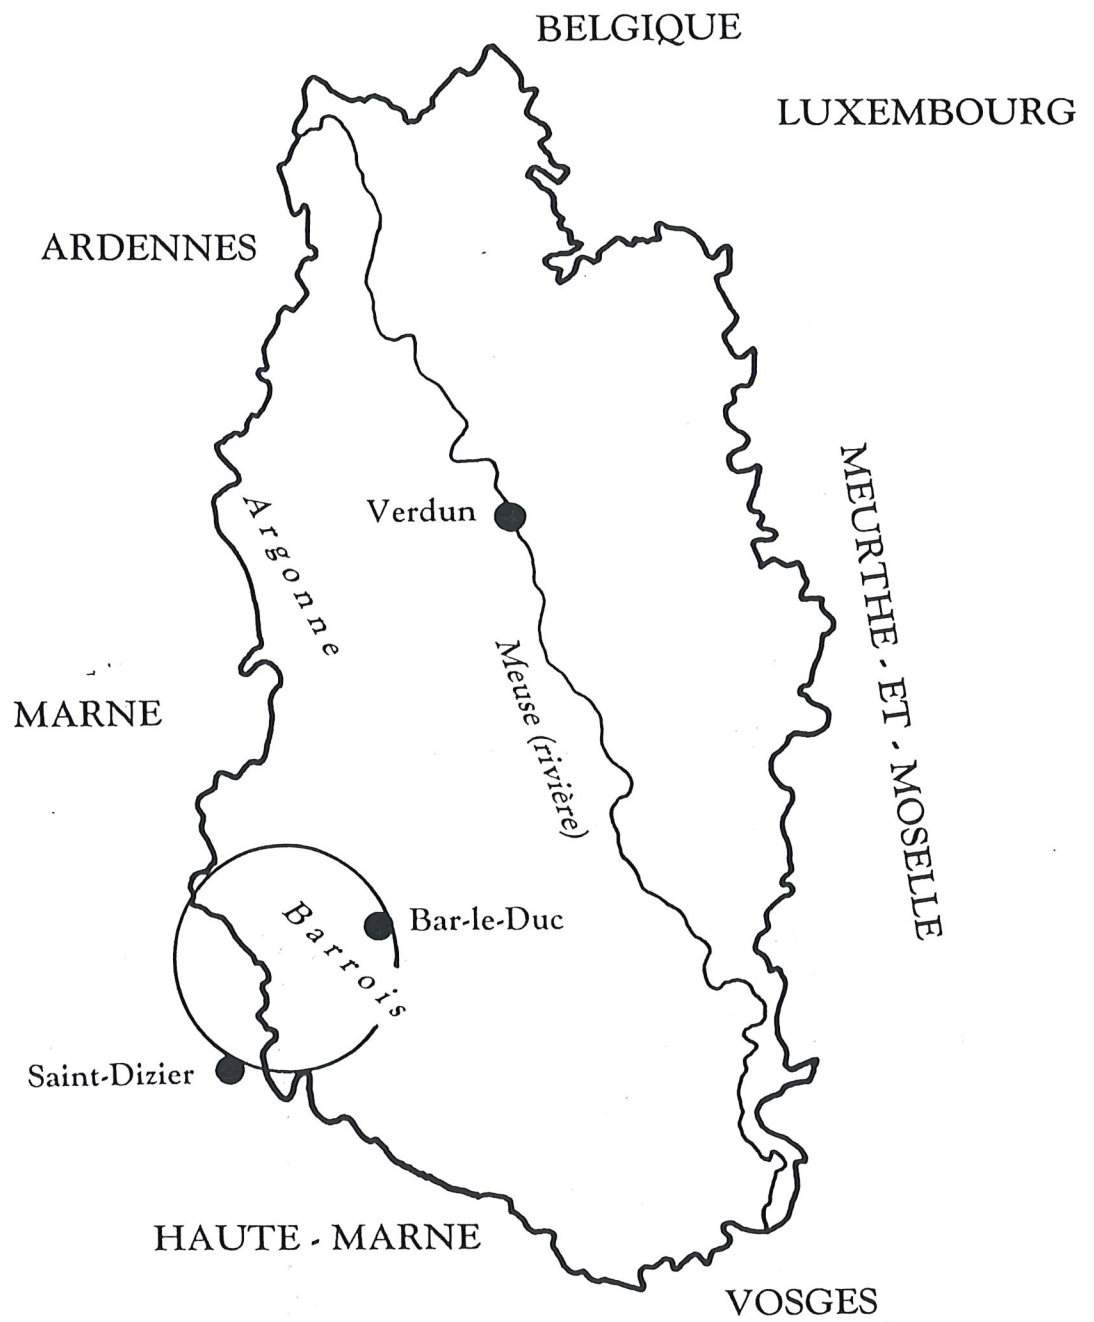 BELGIQUE
LUXEMBOURG
ARDENNES
MEURTHE - ET - MOSELLE
Argonne
Verdun
Meuse (rivière)
MARNE
Barrois
Bar-le-Duc
Saint-Dizier
HAUTE - MARNE
VOSGES